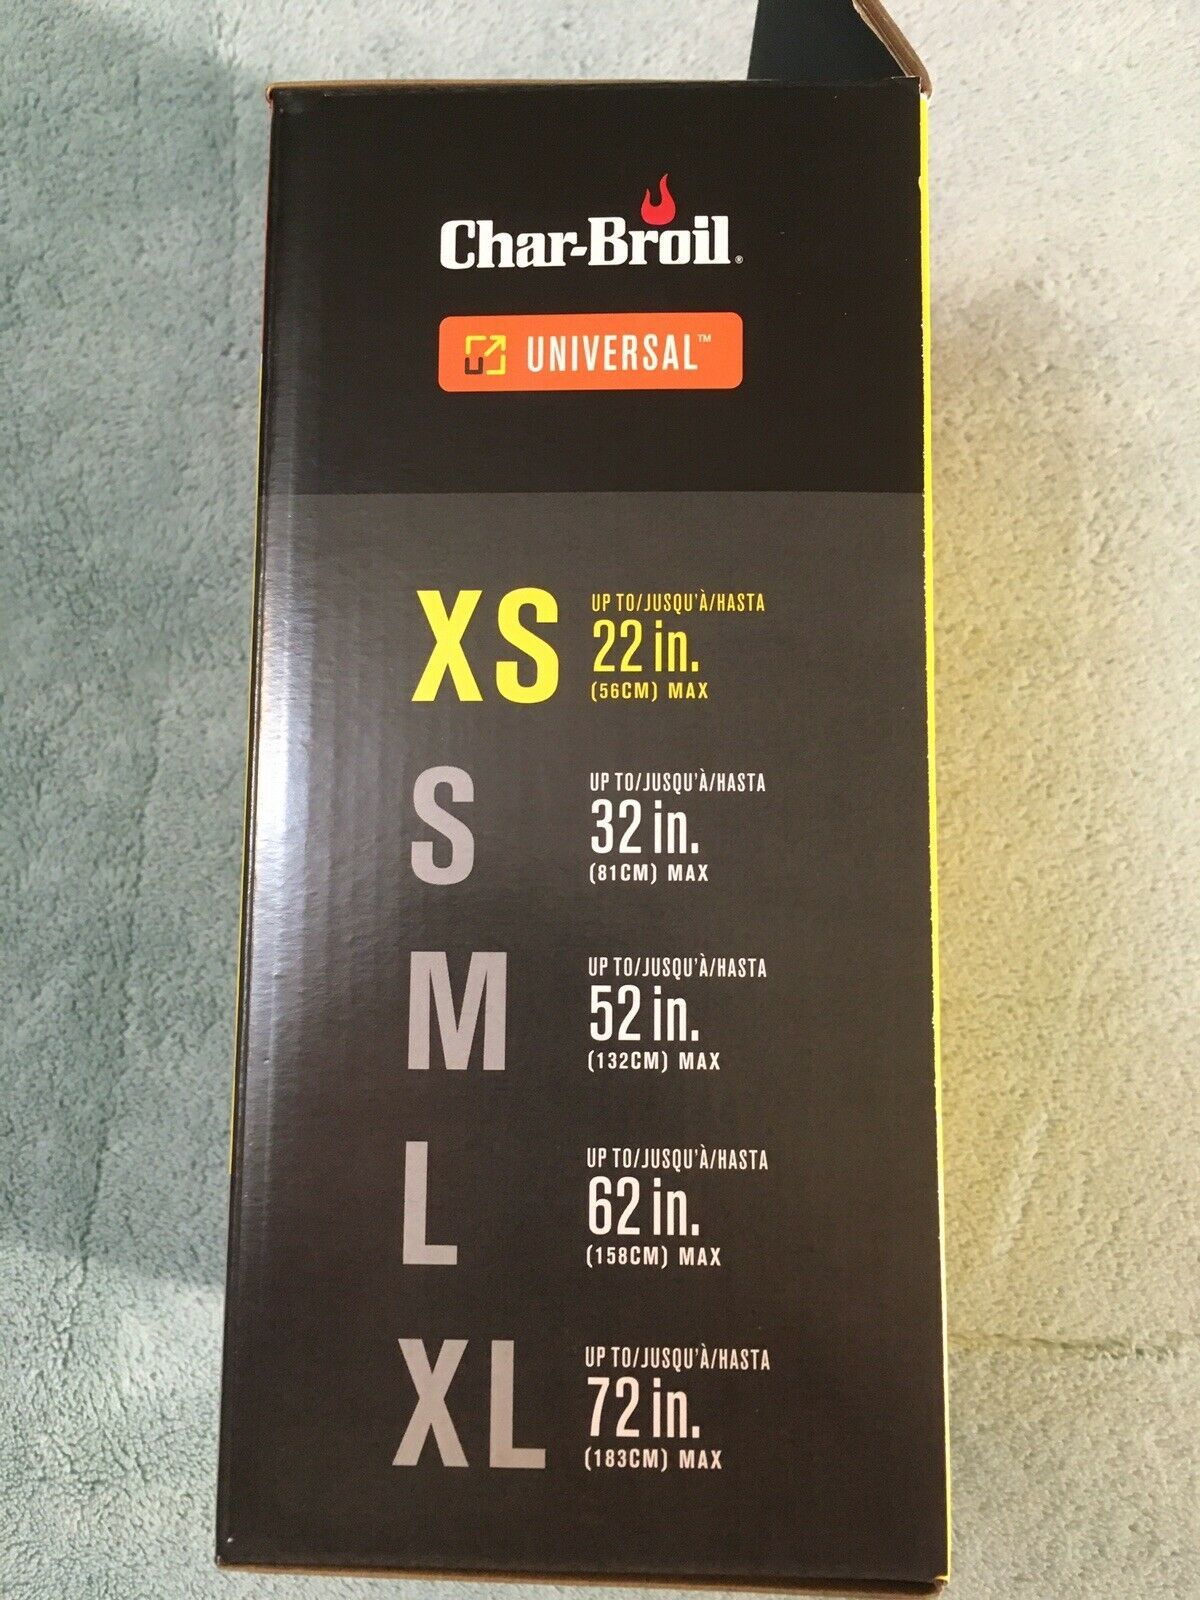 Char-Broil®
U UNIVERSAL™
XS
UP TO/JUSQU'À/HASTA
22 in.
(56CM) MAX
S
UP TO/JUSQU'À/HASTA
32 in.
(81CM) MAX
M
UP TO/JUSQU'À/HASTA
52 in.
(132CM) MAX
L
UP TO/JUSQU'À/HASTA
62 in.
(158CM) MAX
XL
UP TO/JUSQU'À/HASTA
72 in.
(183CM) MAX